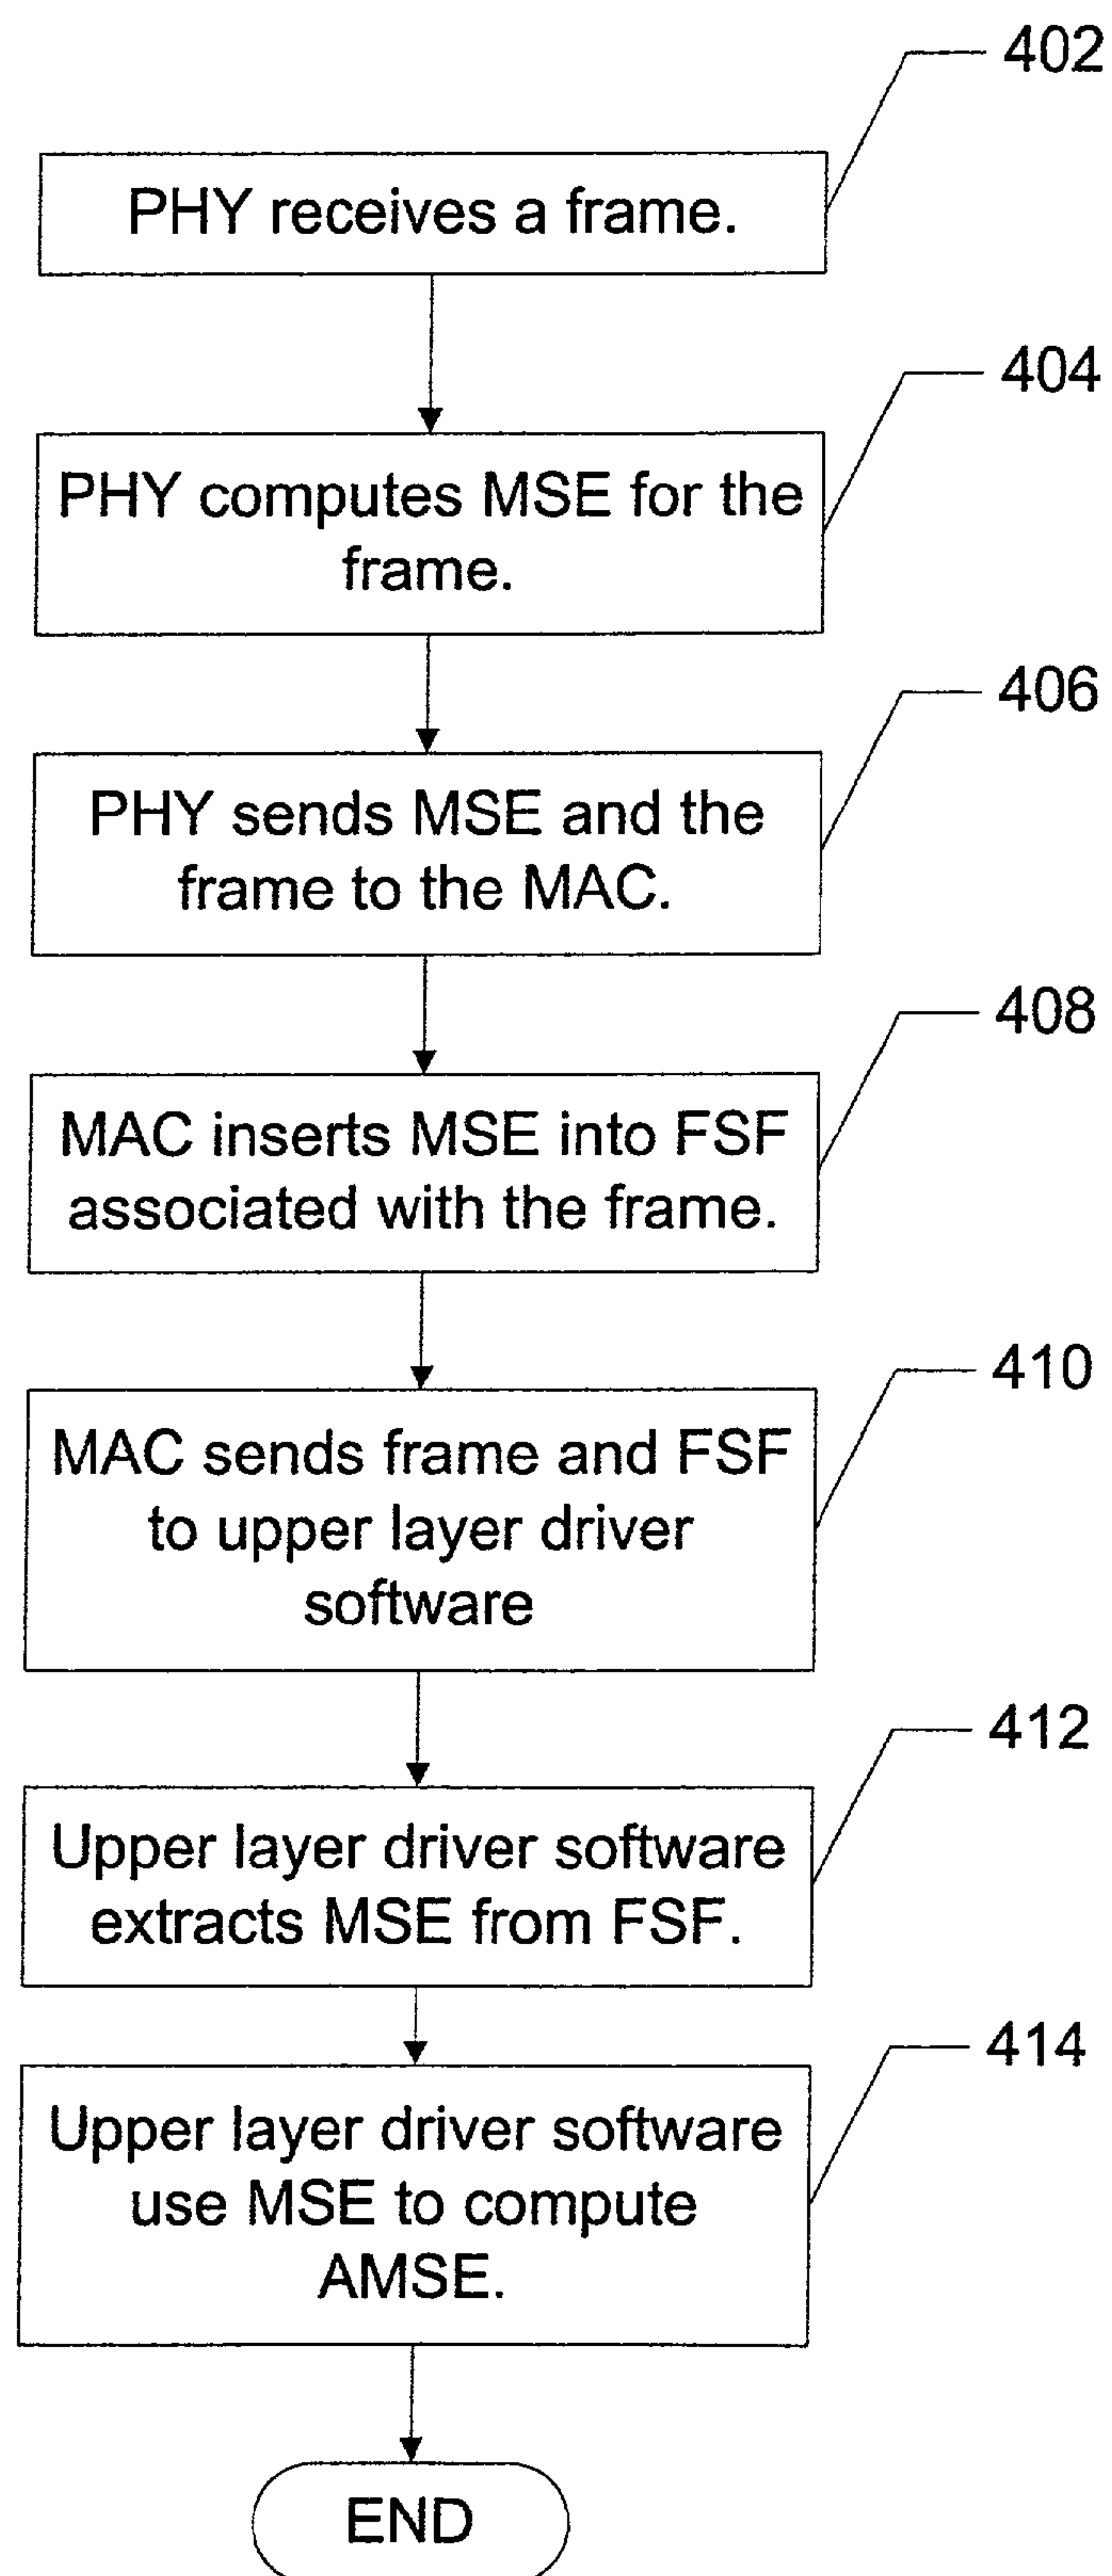 402
PHY receives a frame.
404
PHY computes MSE for the
frame.
406
PHY sends MSE and the
frame to the MAC.
408
MAC inserts MSE into FSF
associated with the frame.
410
MAC sends frame and FSF
to upper layer driver
software
412
Upper layer driver software
extracts MSE from FSF.
414
Upper layer driver software
use MSE to compute
AMSE.
END